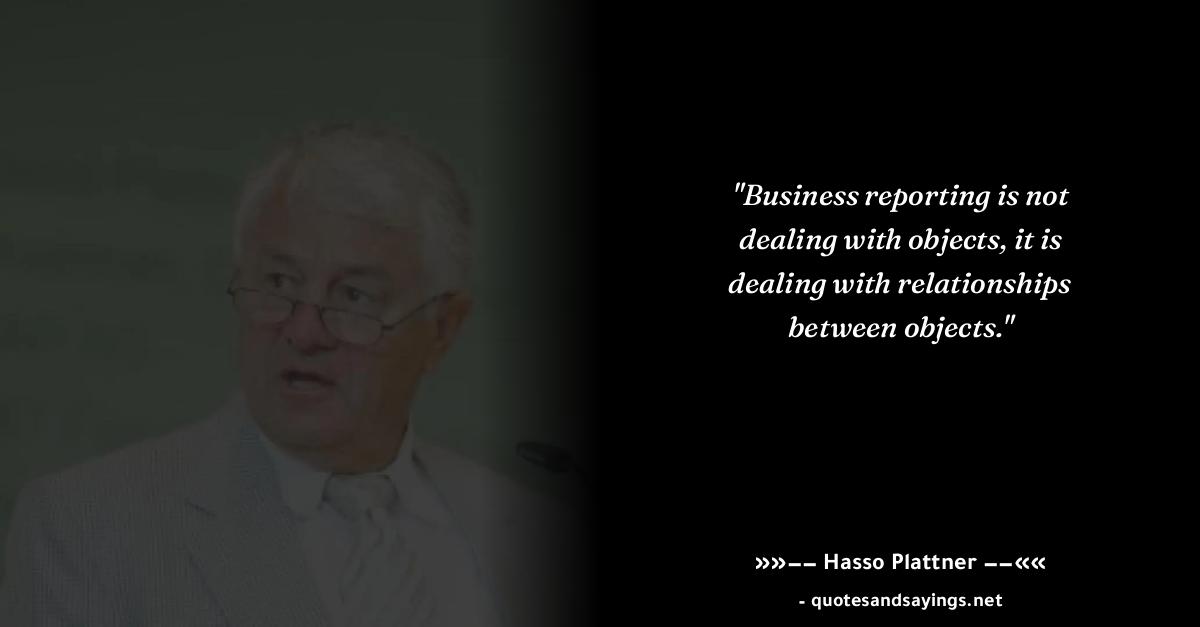 "Business reporting is not
dealing with objects, it is
dealing with relationships
between objects."
»»−− Hasso Plattner −−««
- quotesandsayings.net